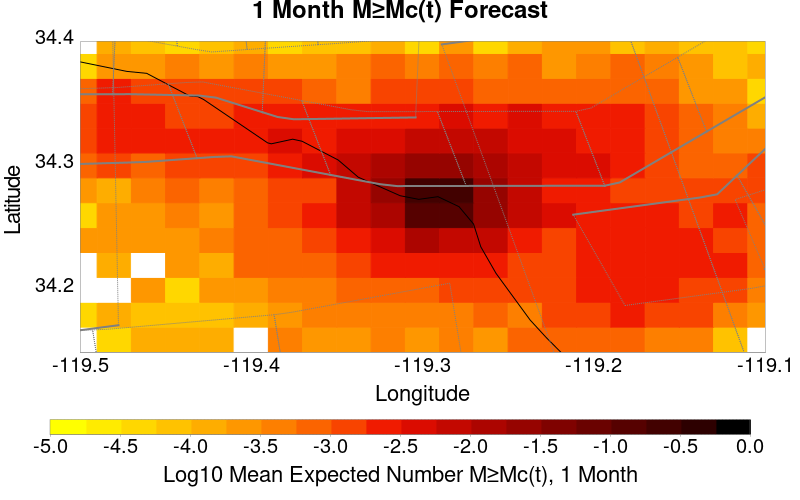 1 Month M≥Mc(t) Forecast
34.4
34.3
34.2
Latitude
-119.5 -119.4 -119.3 -119.2 -119.1
Longitude
-5.0 -4.5 -4.0 -3.5 -3.0 -2.5 -2.0 -1.5 -1.0 -0.5 0.0
Log10 Mean Expected Number M≥Mc(t), 1 Month